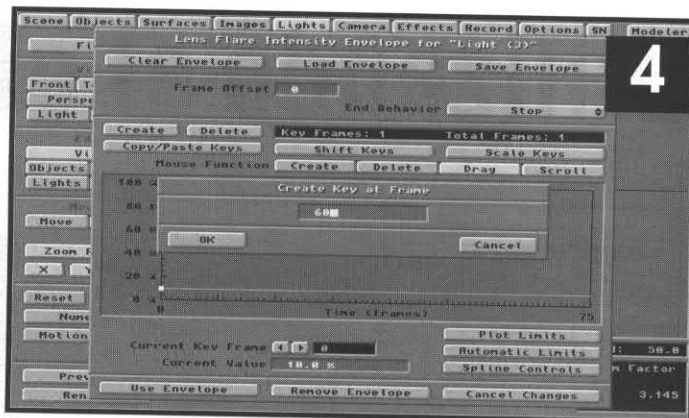 Scene Objects Surfaces Images Lights Camera Effects Record Options SN Modeler
Lens Flare Intensity Envelope for "Light (3)"
Clear Envelope Load Envelope Save Envelope
4
Frame Offset 0
End Behavior Stop
Front
Light
Create Delete Key Frames: 1 Total Frames: 1
Copy/Paste Keys Shift Keys Scale Keys
Mouse Function Create Delete Drag Scroll
Objects
Lights
100 %
Create Key at Frame
60
80
Move
60 %
OK Cancel
Zoom
40 %
X Y
20 %
Reset
0 %
0 Time (frames) 75
Motion
Plot Limits
Current Key Frame 0
Automatic Limits
50.0
Current Value 10.0 %
Spline Controls
Factor
Use Envelope Remove Envelope Cancel Changes
3.145